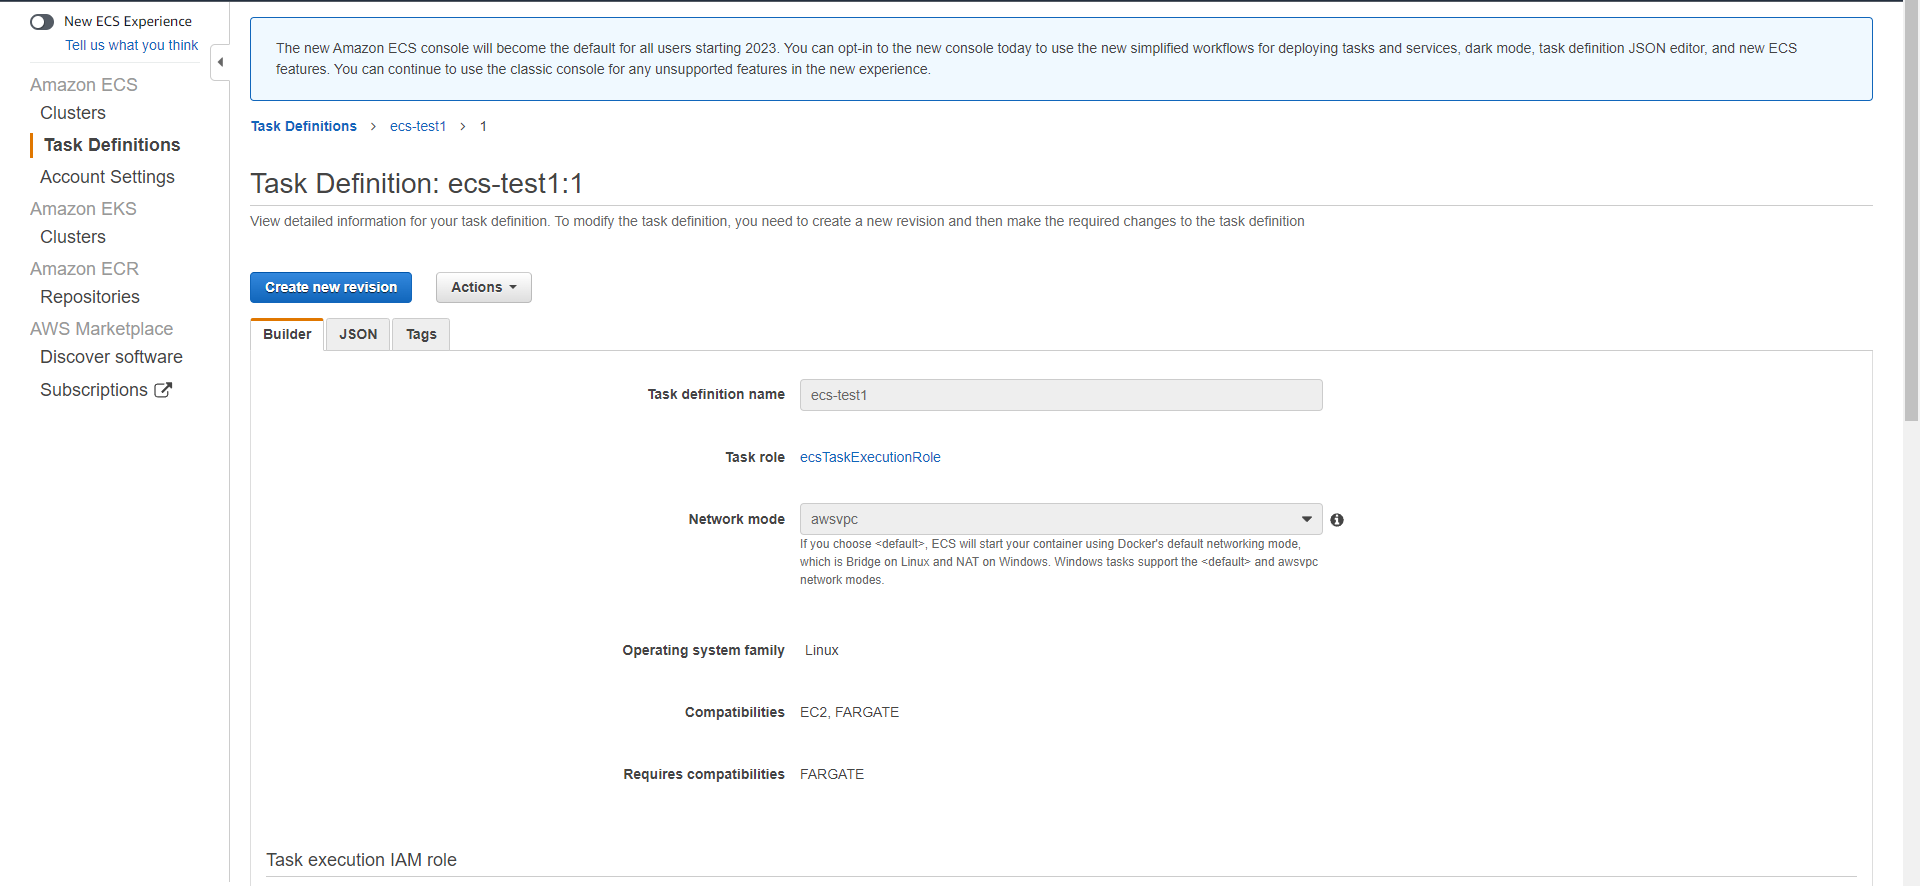 New ECS Experience
Tell us what you think
Amazon ECS
Clusters
Task Definitions
Account Settings
Amazon EKS
Clusters
Amazon ECR
Repositories
AWS Marketplace
Discover software
Subscriptions
The new Amazon ECS console will become the default for all users starting 2023. You can opt-in to the new console today to use the new simplified workflows for deploying tasks and services, dark mode, task definition JSON editor, and new ECS
features. You can continue to use the classic console for any unsupported features in the new experience.
Task Definitions > ecs-test1 > 1
Task Definition: ecs-test1:1
View detailed information for your task definition. To modify the task definition, you need to create a new revision and then make the required changes to the task definition
Create new revision Actions
Builder JSON Tags
Task definition name ecs-test1
Task role ecsTaskExecutionRole
Network mode awsvpc
If you choose <default>, ECS will start your container using Docker's default networking mode,
which is Bridge on Linux and NAT on Windows. Windows tasks support the <default> and awsvpc
network modes.
Operating system family Linux
Compatibilities EC2, FARGATE
Requires compatibilities FARGATE
Task execution IAM role